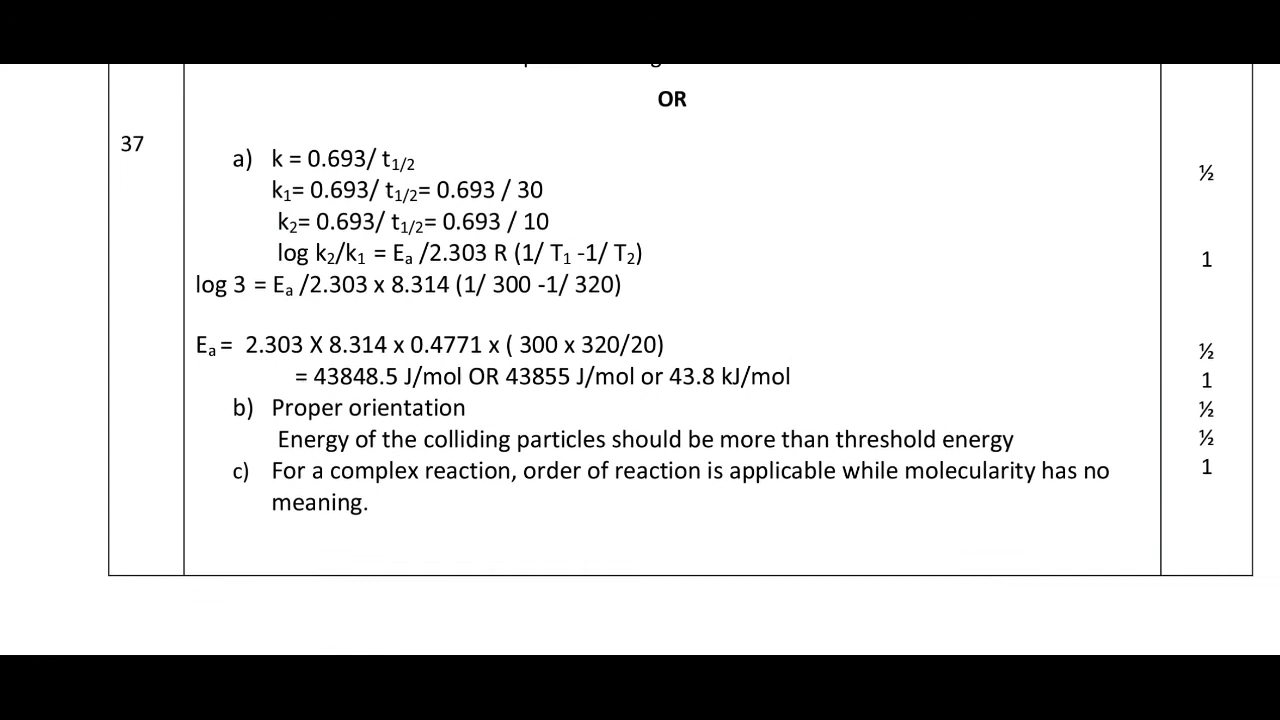 OR
37
a) k = 0.693/ t1/2
½
k1= 0.693/ t1/2= 0.693 / 30
k2= 0.693/ t1/2= 0.693 / 10
log k2/k1 = Ea /2.303 R (1/ T1 -1/ T2)
1
log 3 = Ea /2.303 x 8.314 (1/ 300 -1/ 320)
Ea = 2.303 X 8.314 x 0.4771 x ( 300 x 320/20)
½
= 43848.5 J/mol OR 43855 J/mol or 43.8 kJ/mol
1
b) Proper orientation
½
Energy of the colliding particles should be more than threshold energy
½
c) For a complex reaction, order of reaction is applicable while molecularity has no
1
meaning.